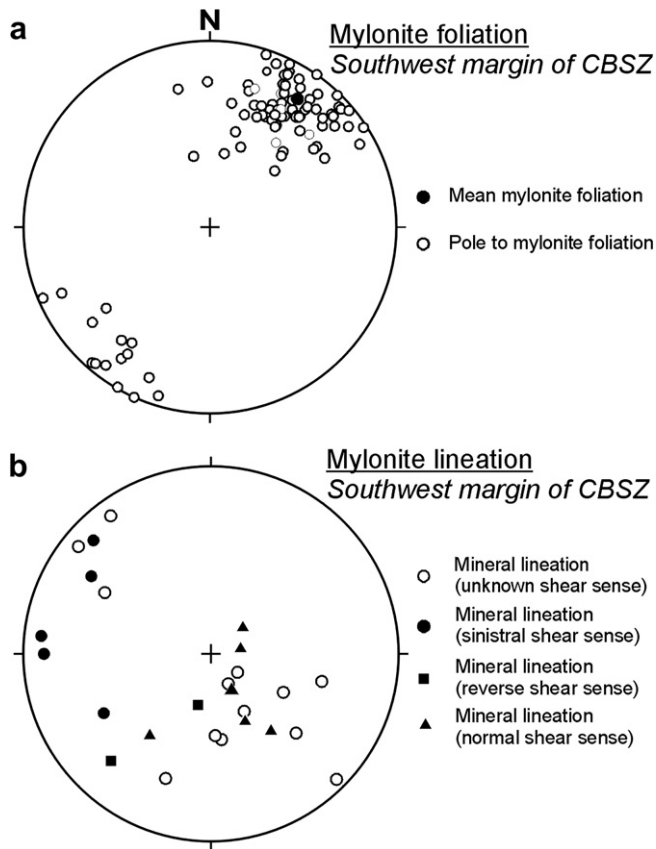 a
N
Mylonite foliation
Southwest margin of CBSZ
Mean mylonite foliation
Pole to mylonite foliation
b
Mylonite lineation
Southwest margin of CBSZ
Mineral lineation
(unknown shear sense)
Mineral lineation
(sinistral shear sense)
Mineral lineation
(reverse shear sense)
Mineral lineation
(normal shear sense)